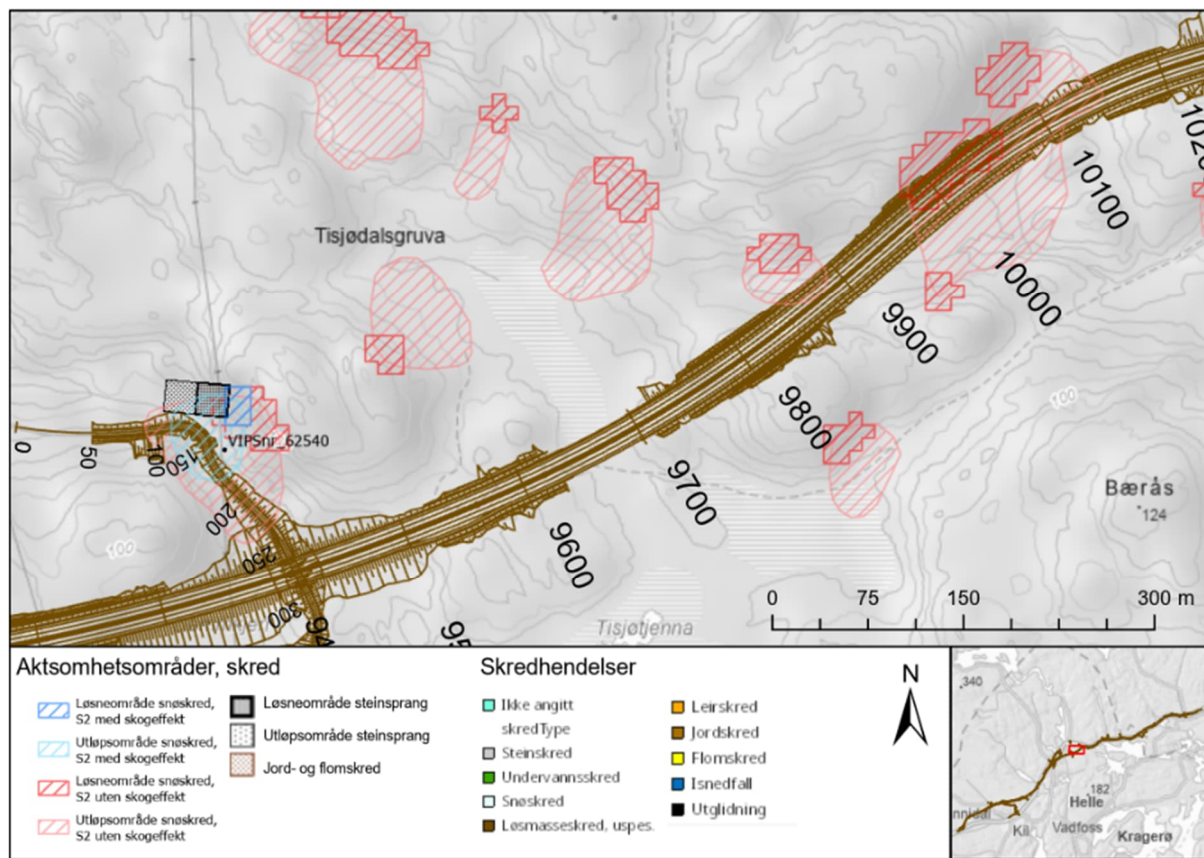 Tisjødalsgruva
10200
10100
10000
9900
9800
9700
9600
VIPSnr_62540
0
50
100
150
200
250
300
100
100
Bærås
124
Tisjøtjenna
0 75 150 300 m
Aktsomhetsområder, skred
Løsneområde snøskred,
S2 med skogeffekt
Utløpsområde snøskred,
S2 med skogeffekt
Løsneområde snøskred,
S2 uten skogeffekt
Utløpsområde snøskred,
S2 uten skogeffekt
Løsneområde steinsprang
Utløpsområde steinsprang
Jord- og flomskred
Skredhendelser
Ikke angitt
skredType
Steinskred
Undervannsskred
Snøskred
Løsmasseskred, uspes.
Leirskred
Jordskred
Flomskred
Isnedfall
Utglidning
N
340
182
Helle
Kil
Vadfoss
Kragerø